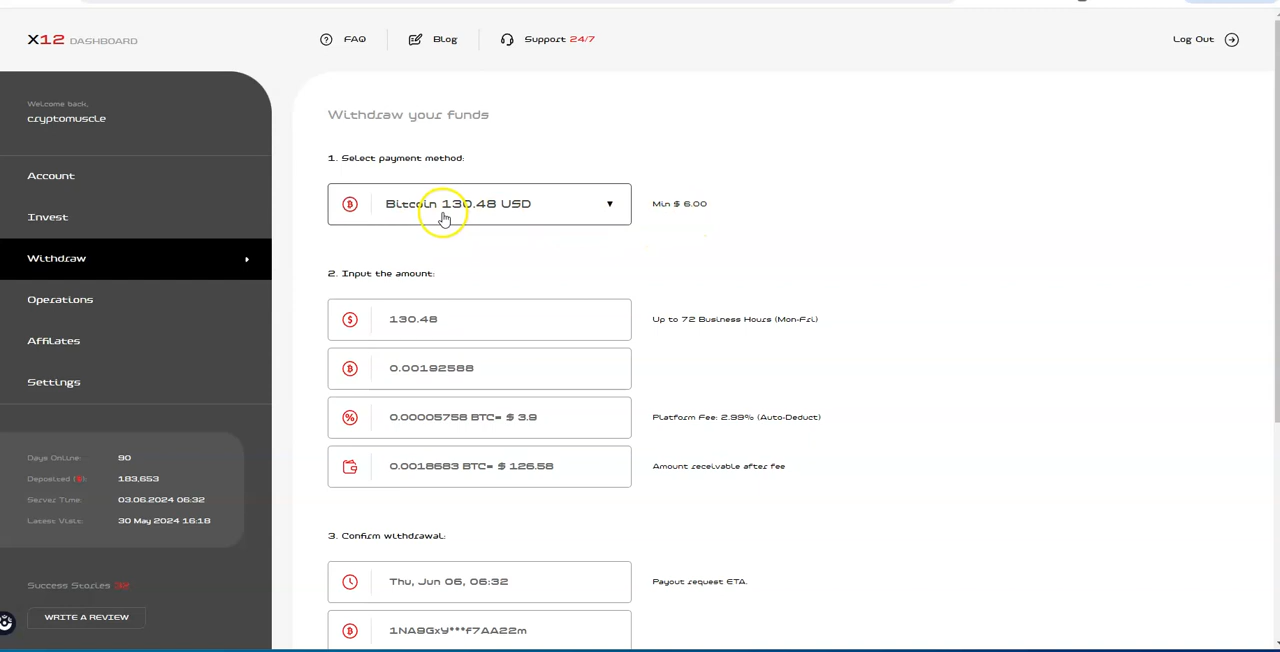 X12 DASHBOARD
FAQ
Blog
Support 24/7
Log Out
Welcome back,
cryptomuscle
Account
Invest
Withdraw
Operations
Affiliates
Settings
Days Online: 90
Deposited [$]: 183,653
Server Time: 03.06.2024 06:32
Latest Visit: 30 May 2024 16:18
Success Stories
WRITE A REVIEW
Withdraw your funds
1. Select payment method:
Bitcoin 130.48 USD
Min $ 6.00
2. Input the amount:
130.48
Up to 72 Business Hours (Mon-Fri)
0.00192588
0.00005758 BTC= $ 3.9
Platform Fee: 2.99% (Auto-Deduct)
0.0018683 BTC= $ 126.58
Amount receivable after fee
3. Confirm withdrawal:
Thu, Jun 06, 06:32
Payout request ETA.
1NA9GxY***f7AA22m